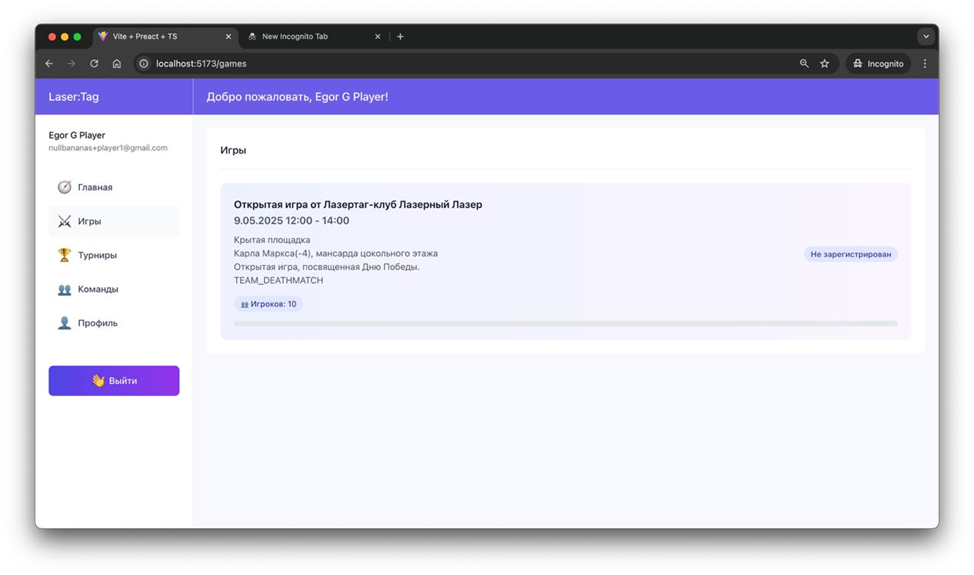 Vite + Preact + TS
New Incognito Tab
localhost:5173/games
Incognito
Laser:Tag
Добро пожаловать, Egor G Player!
Egor G Player
nullbananas+player1@gmail.com
Главная
Игры
Турниры
Команды
Профиль
Выйти
Игры
Открытая игра от Лазертаг-клуб Лазерный Лазер
9.05.2025 12:00 - 14:00
Крытая площадка
Карла Маркса(-4), мансарда цокольного этажа
Открытая игра, посвященная Дню Победы.
TEAM_DEATHMATCH
Игроков: 10
Не зарегистрирован